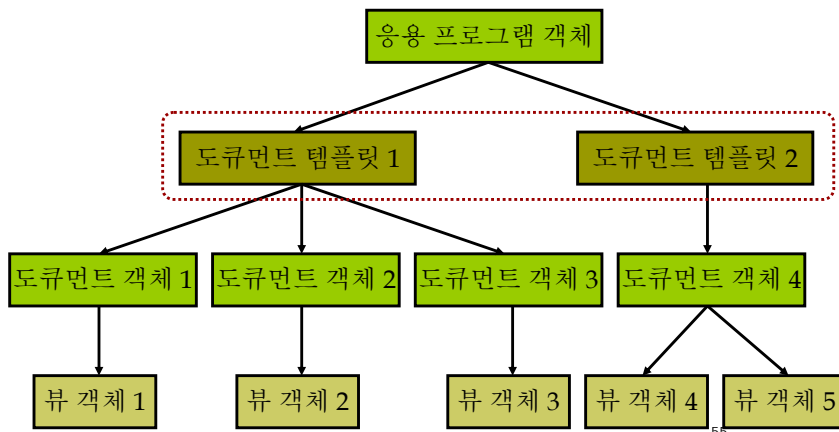 응용 프로그램 객체
도큐먼트 템플릿 1
도큐먼트 템플릿 2
도큐먼트 객체 1
도큐먼트 객체 2
도큐먼트 객체 3
도큐먼트 객체 4
뷰 객체 1
뷰 객체 2
뷰 객체 3
뷰 객체 4
뷰 객체 5